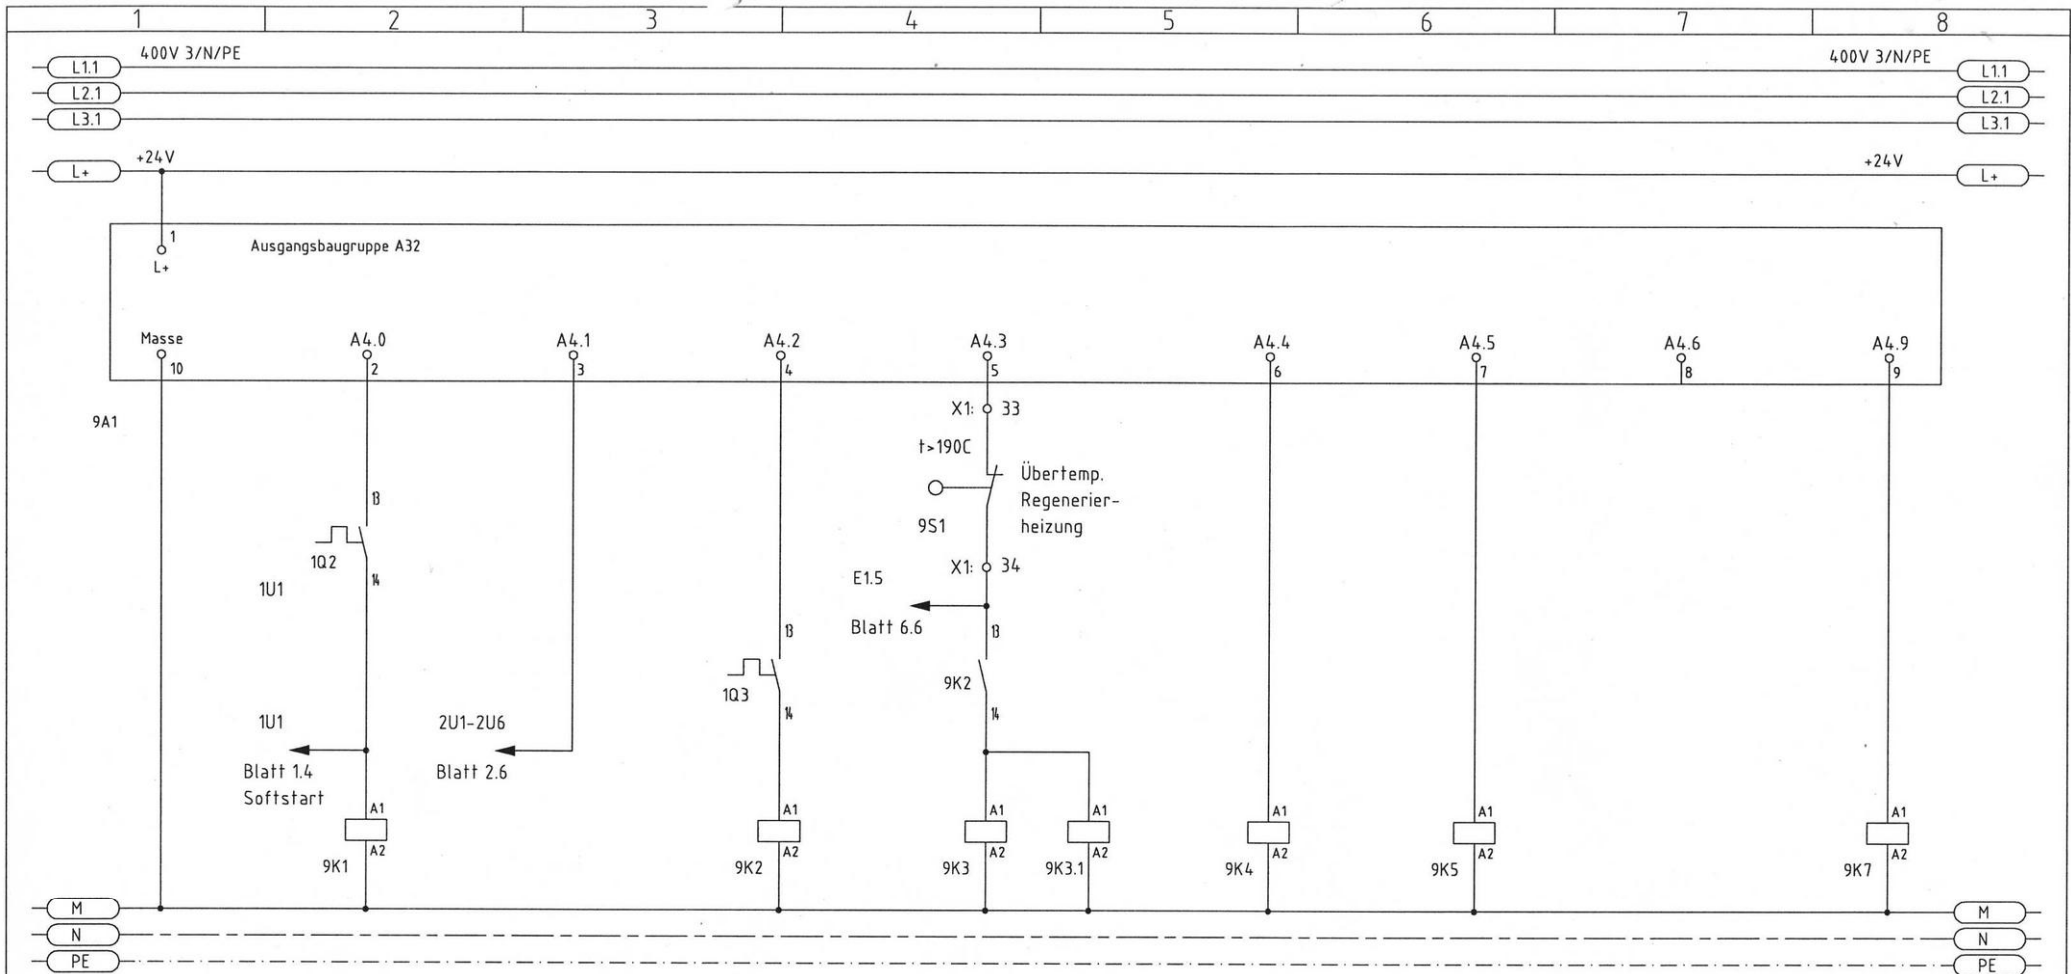 1 2 3 4 5 6 7 8
400V 3/N/PE 400V 3/N/PE
L1.1 L1.1
L2.1 L2.1
L3.1 L3.1
+24V +24V
L+ L+
1
Ausgangsbaugruppe A32
L+
Masse A4.0 A4.1 A4.2 A4.3 A4.4 A4.5 A4.6 A4.9
10 2 3 4 5 6 7 8 9
9A1
X1: 33
t>190C
Übertemp.
Regenerier-
heizung
9S1
13
1Q2
14
1U1
X1: 34
E1.5
Blatt 6.6
13
1Q3
14
13
9K2
14
1U1
Blatt 1.4
Softstart
2U1-2U6
Blatt 2.6
A1 A1 A1 A1 A1 A1 A1
A2 A2 A2 A2 A2 A2 A2
9K1 9K2 9K3 9K3.1 9K4 9K5 9K7
M M
N N
PE PE